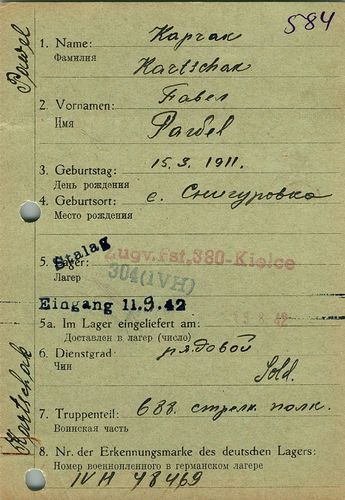 584
Pawel
Kartschak
1. Name: Карчак
Фамилия
Kartschak
2. Vornamen: Павел
Имя
Pawel
3. Geburtstag: 15.3.1911.
День рождения
4. Geburtsort: с. Снигуровка
Место рождения
Stalag
Zugv.rst.380-Kielce
5. Lager:
304 (IV H)
Лагер
Eingang 11.9.42
5a. Im Lager eingeliefert am:
Доставлен в лагер (число)
6. Dienstgrad рядовой
Чин
Sold.
7. Truppenteil: 688. стрелк. полк.
Воинская часть
8. Nr. der Erkennungsmarke des deutschen Lagers:
Номер военнопленного в германском лагере
IV H 48469